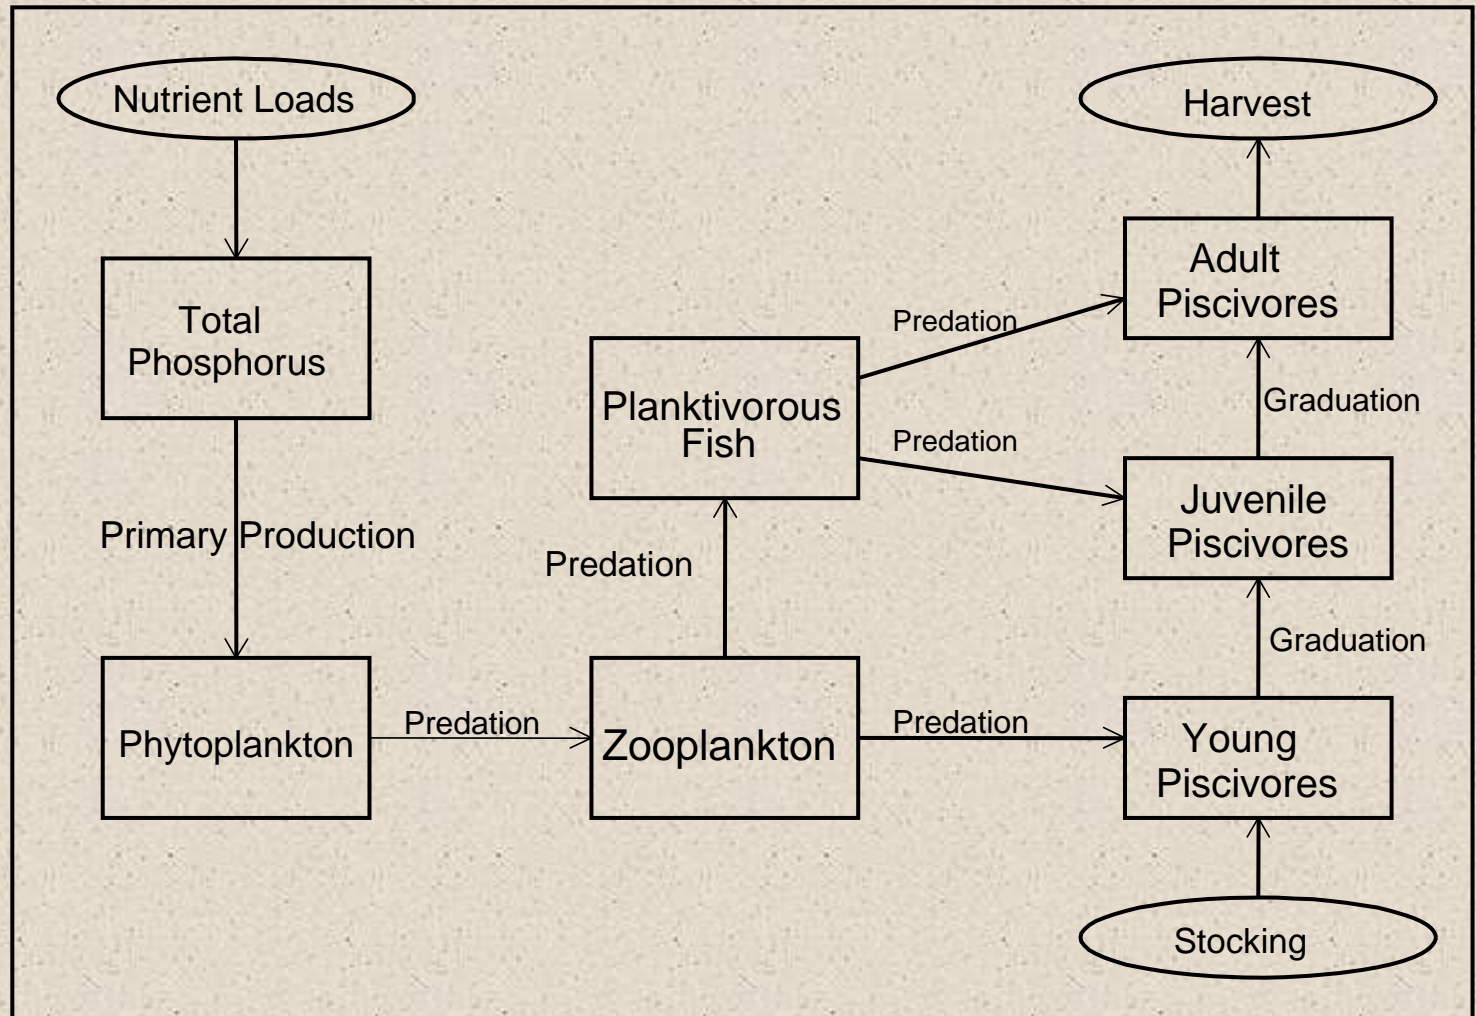 Nutrient Loads
Harvest
Adult
Piscivores
Total
Phosphorus
Predation
Planktivorous
Fish
Graduation
Predation
Juvenile
Piscivores
Primary Production
Predation
Graduation
Phytoplankton
Predation
Zooplankton
Predation
Young
Piscivores
Stocking